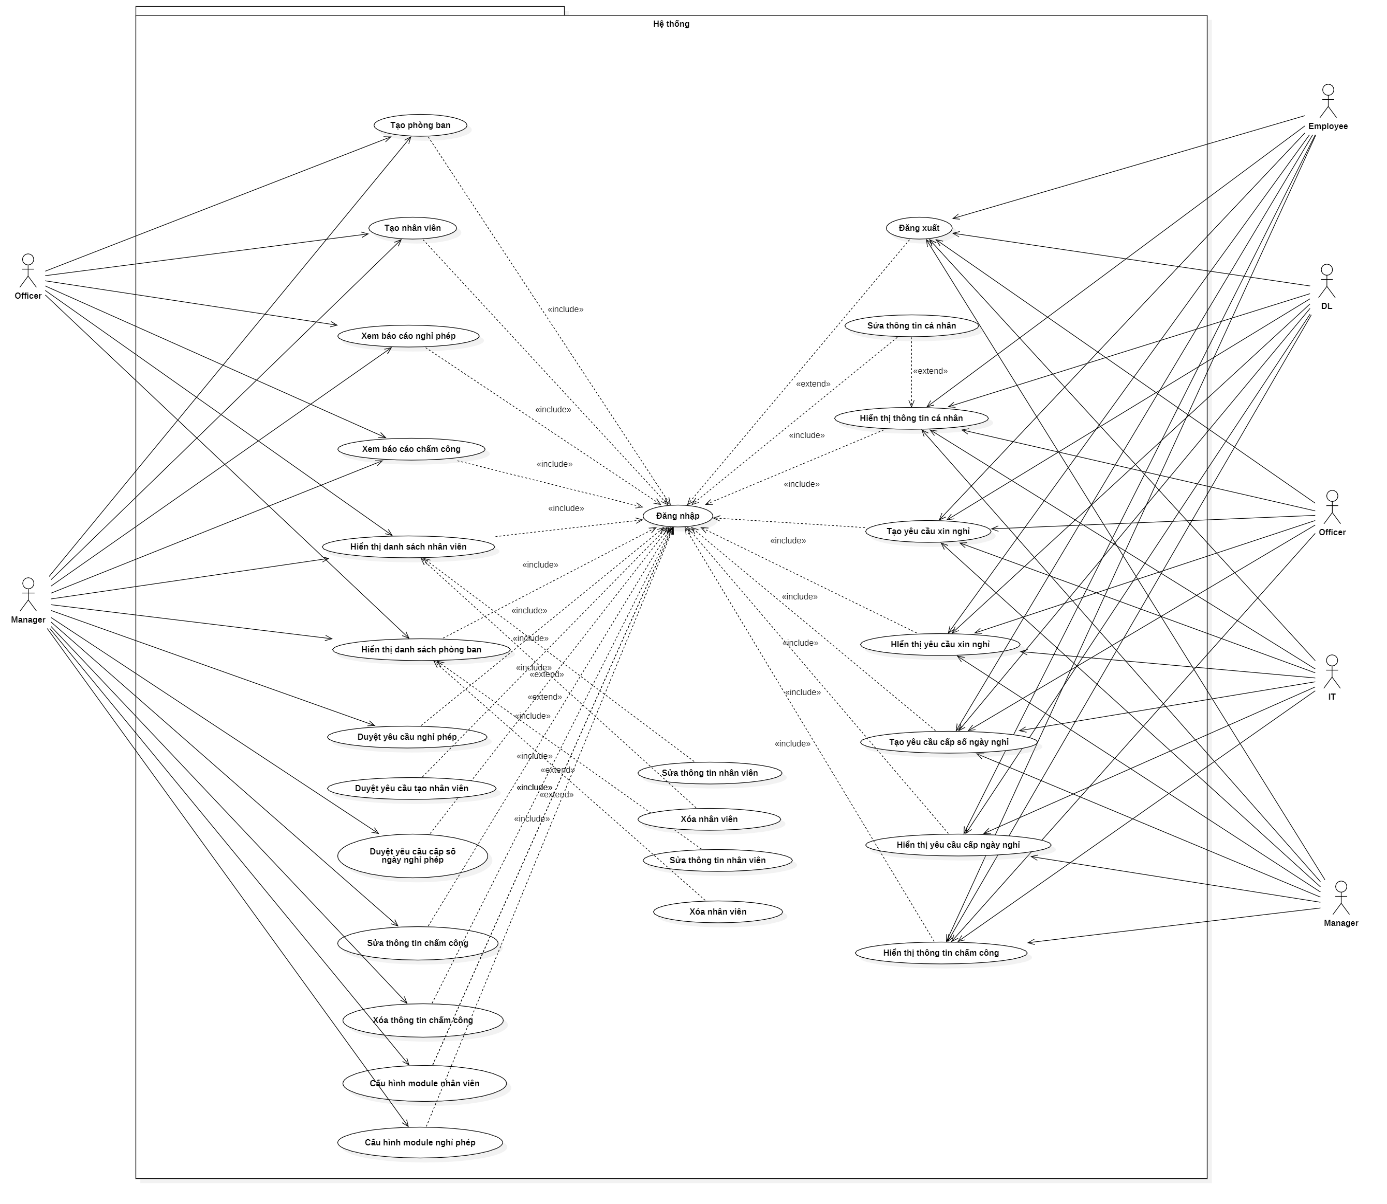 Hệ thống
Employee
Tạo phòng ban
Tạo nhân viên
Đăng xuất
Officer
DL
«include»
Sửa thông tin cá nhân
Xem báo cáo nghỉ phép
«extend»
«extend»
«include»
Hiển thị thông tin cá nhân
«include»
Xem báo cáo chấm công
«include»
«include»
«include»
Đăng nhập
Officer
Tạo yêu cầu xin nghỉ
«include»
Hiển thị danh sách nhân viên
«include»
«include»
«include»
Manager
«include»
«include»
Hiển thị yêu cầu xin nghỉ
Hiển thị danh sách phòng ban
«include»
«extend»
«include»
IT
«extend»
«include»
Duyệt yêu cầu nghỉ phép
Tạo yêu cầu cấp số ngày nghỉ
«include»
«include»
«extend»
Sửa thông tin nhân viên
Duyệt yêu cầu tạo nhân viên
«include»
«extend»
«include»
Xóa nhân viên
Hiển thị yêu cầu cấp ngày nghỉ
Duyệt yêu cầu cấp số
ngày nghỉ phép
Sửa thông tin nhân viên
Xóa nhân viên
Manager
Sửa thông tin chấm công
Hiển thị thông tin chấm công
Xóa thông tin chấm công
Cấu hình module nhân viên
Cấu hình module nghỉ phép